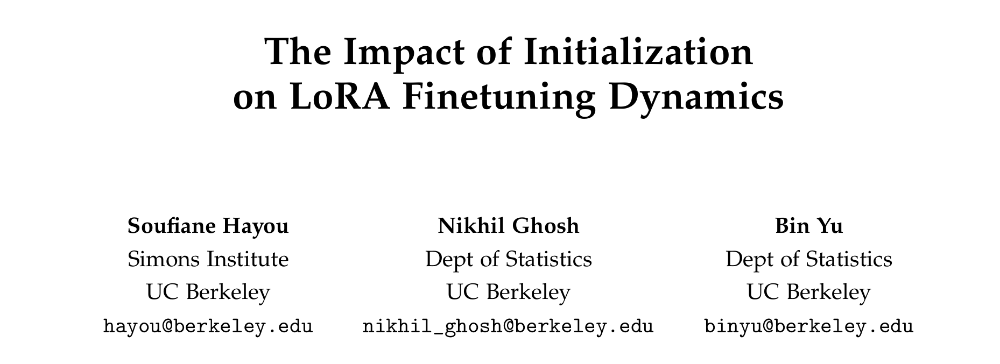 The Impact of Initialization
on LoRA Finetuning Dynamics
Soufiane Hayou
Simons Institute
UC Berkeley
hayou@berkeley.edu
Nikhil Ghosh
Dept of Statistics
UC Berkeley
nikhil_ghosh@berkeley.edu
Bin Yu
Dept of Statistics
UC Berkeley
binyu@berkeley.edu